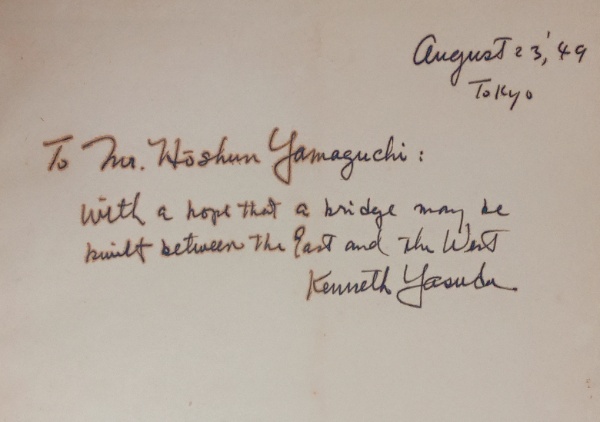 August 23, '49
Tokyo
To Mr. Hōshun Yamaguchi:
With a hope that a bridge may be
built between the East and the West
Kenneth Yasuda